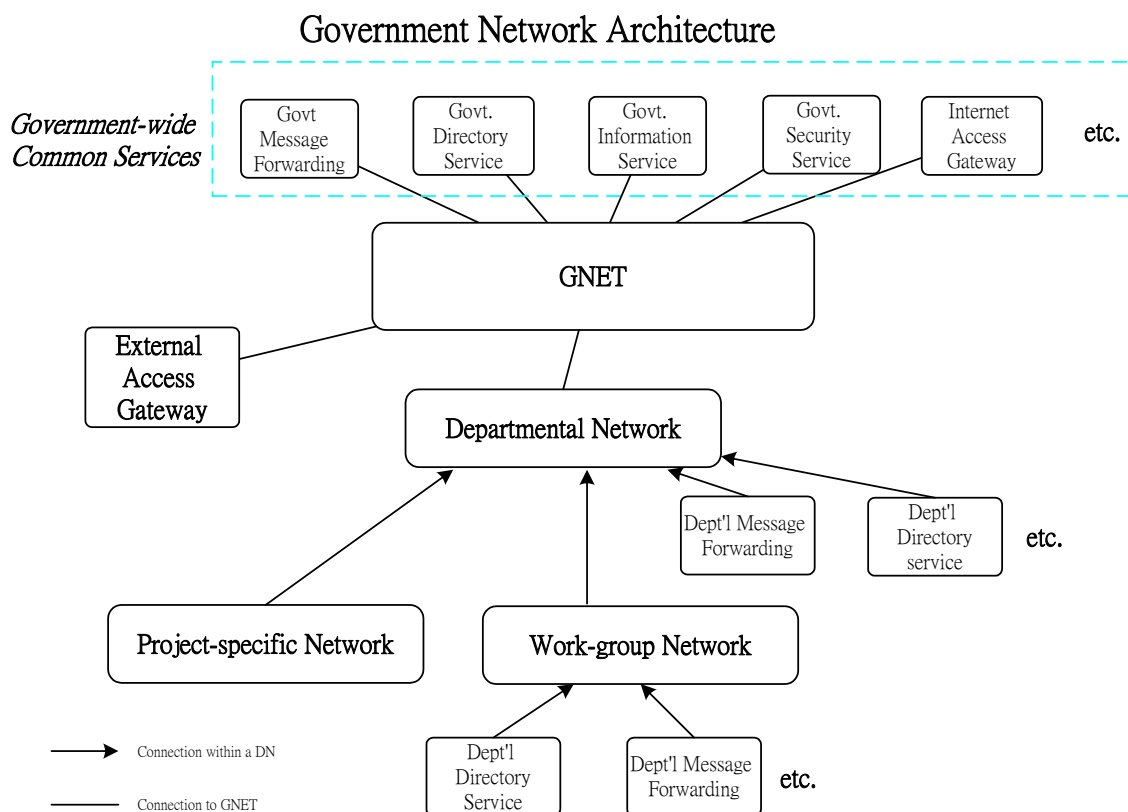 Government Network Architecture
Government-wide
Common Services
Govt
Message
Forwarding
Govt.
Directory
Service
Govt.
Information
Service
Govt.
Security
Service
Internet
Access
Gateway
etc.
GNET
External
Access
Gateway
Departmental Network
Dept'l Message
Forwarding
Dept'l
Directory
service
etc.
Project-specific Network
Work-group Network
Dept'l
Directory
Service
Dept'l Message
Forwarding
etc.
Connection within a DN
Connection to GNET